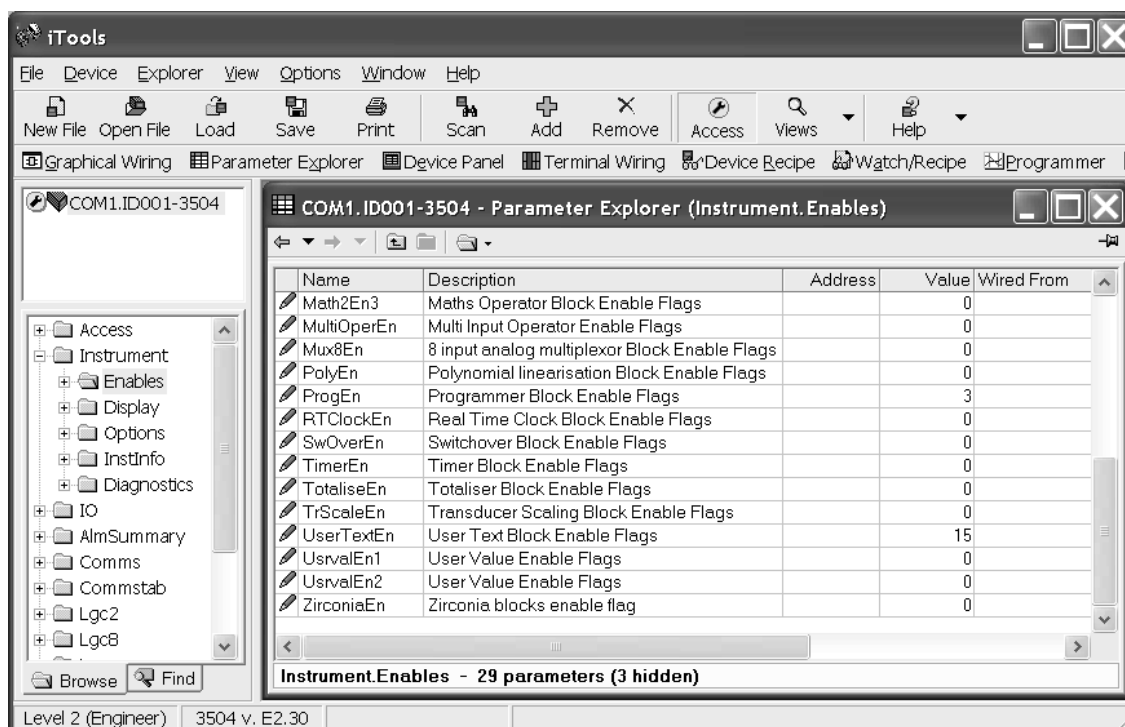 iTools
File Device Explorer View Options Window Help
New File Open File Load Save Print Scan Add Remove Access Views Help
Graphical Wiring Parameter Explorer Device Panel Terminal Wiring Device Recipe Watch/Recipe Programmer
COM1.ID001-3504
COM1.ID001-3504 - Parameter Explorer (Instrument.Enables)
Name Description Address Value Wired From
Math2En3 Maths Operator Block Enable Flags 0
MultiOperEn Multi Input Operator Enable Flags 0
Mux8En 8 input analog multiplexor Block Enable Flags 0
PolyEn Polynomial linearisation Block Enable Flags 0
ProgEn Programmer Block Enable Flags 3
RTClockEn Real Time Clock Block Enable Flags 0
SwOverEn Switchover Block Enable Flags 0
TimerEn Timer Block Enable Flags 0
TotaliseEn Totaliser Block Enable Flags 0
TrScaleEn Transducer Scaling Block Enable Flags 0
UserTextEn User Text Block Enable Flags 15
UsrvalEn1 User Value Enable Flags 0
UsrvalEn2 User Value Enable Flags 0
ZirconiaEn Zirconia blocks enable flag 0
Instrument.Enables - 29 parameters (3 hidden)
Access
Instrument
Enables
Display
Options
InstInfo
Diagnostics
IO
AlmSummary
Comms
Commstab
Lgc2
Lgc8
Browse Find
Level 2 (Engineer) 3504 v. E2.30